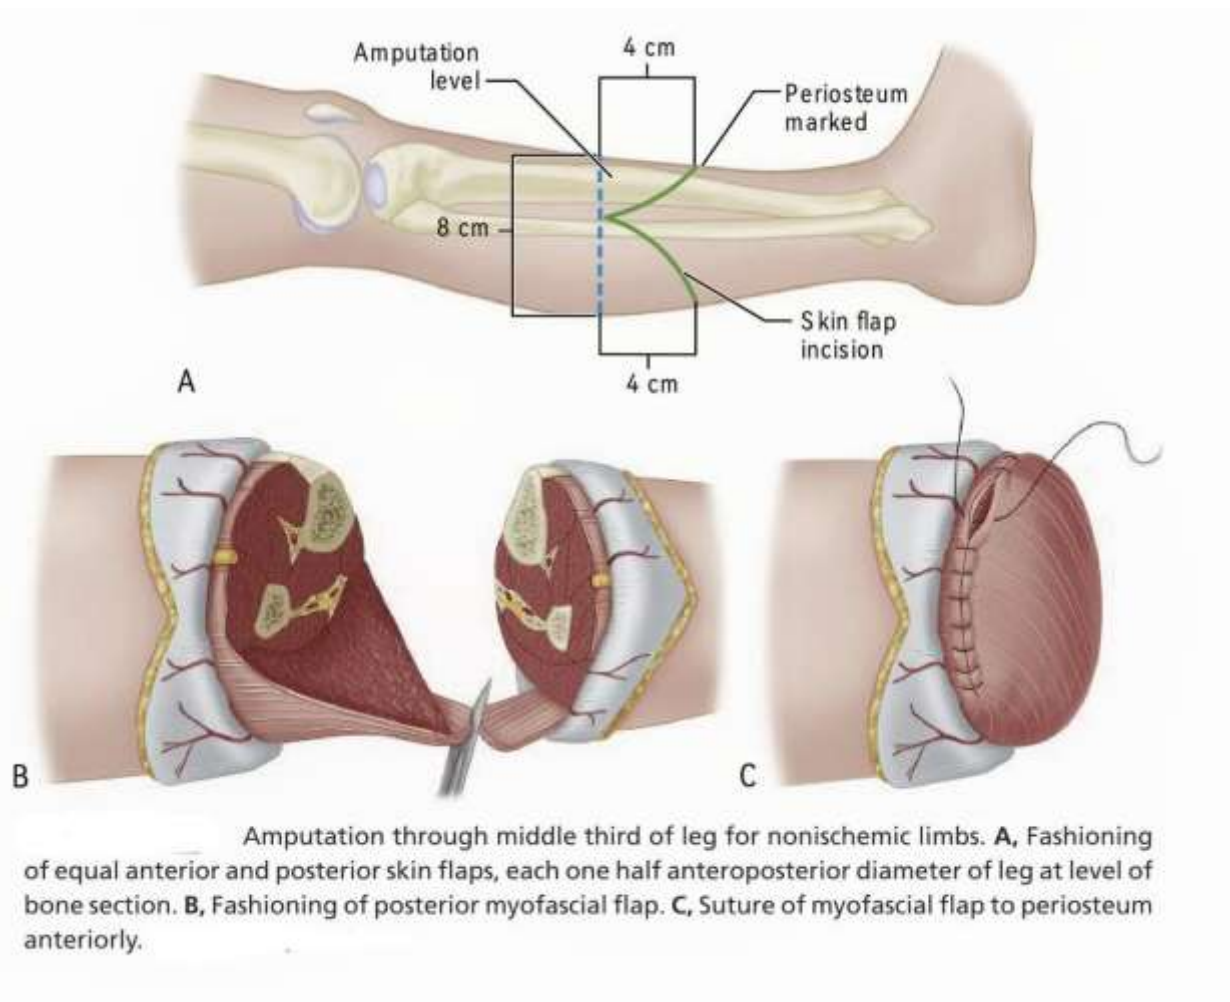 Amputation
level
4 cm
Periosteum
marked
8 cm
Skin flap
incision
4 cm
A
B
C
Amputation through middle third of leg for nonischemic limbs. A, Fashioning
of equal anterior and posterior skin flaps, each one half anteroposterior diameter of leg at level of
bone section. B, Fashioning of posterior myofascial flap. C, Suture of myofascial flap to periosteum
anteriorly.